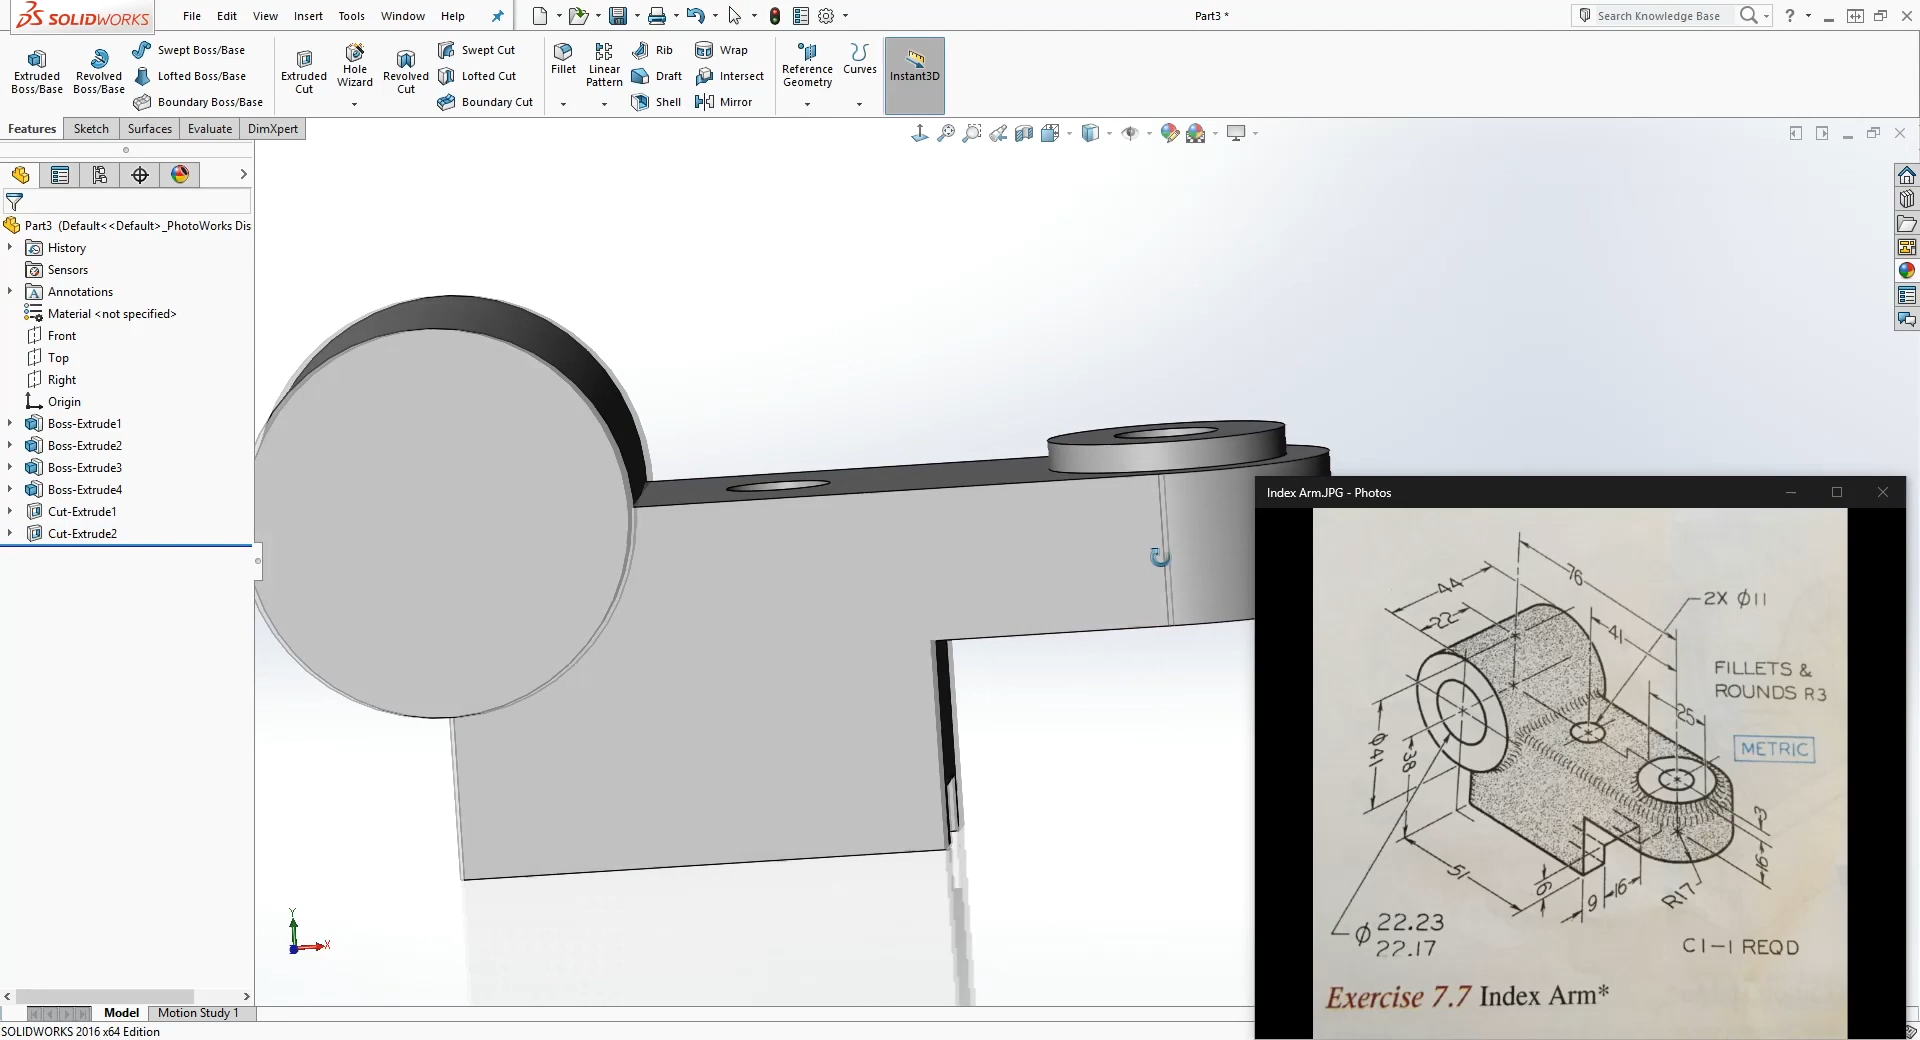 SOLIDWORKS
File Edit View Insert Tools Window Help
Part3 *
Search Knowledge Base
?
Extruded Boss/Base
Revolved Boss/Base
Swept Boss/Base
Lofted Boss/Base
Boundary Boss/Base
Extruded Cut
Hole Wizard
Revolved Cut
Swept Cut
Lofted Cut
Boundary Cut
Fillet
Linear Pattern
Rib
Draft
Shell
Wrap
Intersect
Mirror
Reference Geometry
Curves
Instant3D
Features Sketch Surfaces Evaluate DimXpert
Part3 (Default<<Default>_PhotoWorks Dis
History
Sensors
A Annotations
Material <not specified>
Front
Top
Right
Origin
Boss-Extrude1
Boss-Extrude2
Boss-Extrude3
Boss-Extrude4
Cut-Extrude1
Cut-Extrude2
Y
X
Index Arm.JPG - Photos
76
44
22
2X ϕ11
41
FILLETS &
ROUNDS R3
25
METRIC
ϕ41
38
3
16
51
6
9
16
R17
ϕ 22.23
22.17
CI-1 REQD
Exercise 7.7 Index Arm*
Model Motion Study 1
SOLIDWORKS 2016 x64 Edition